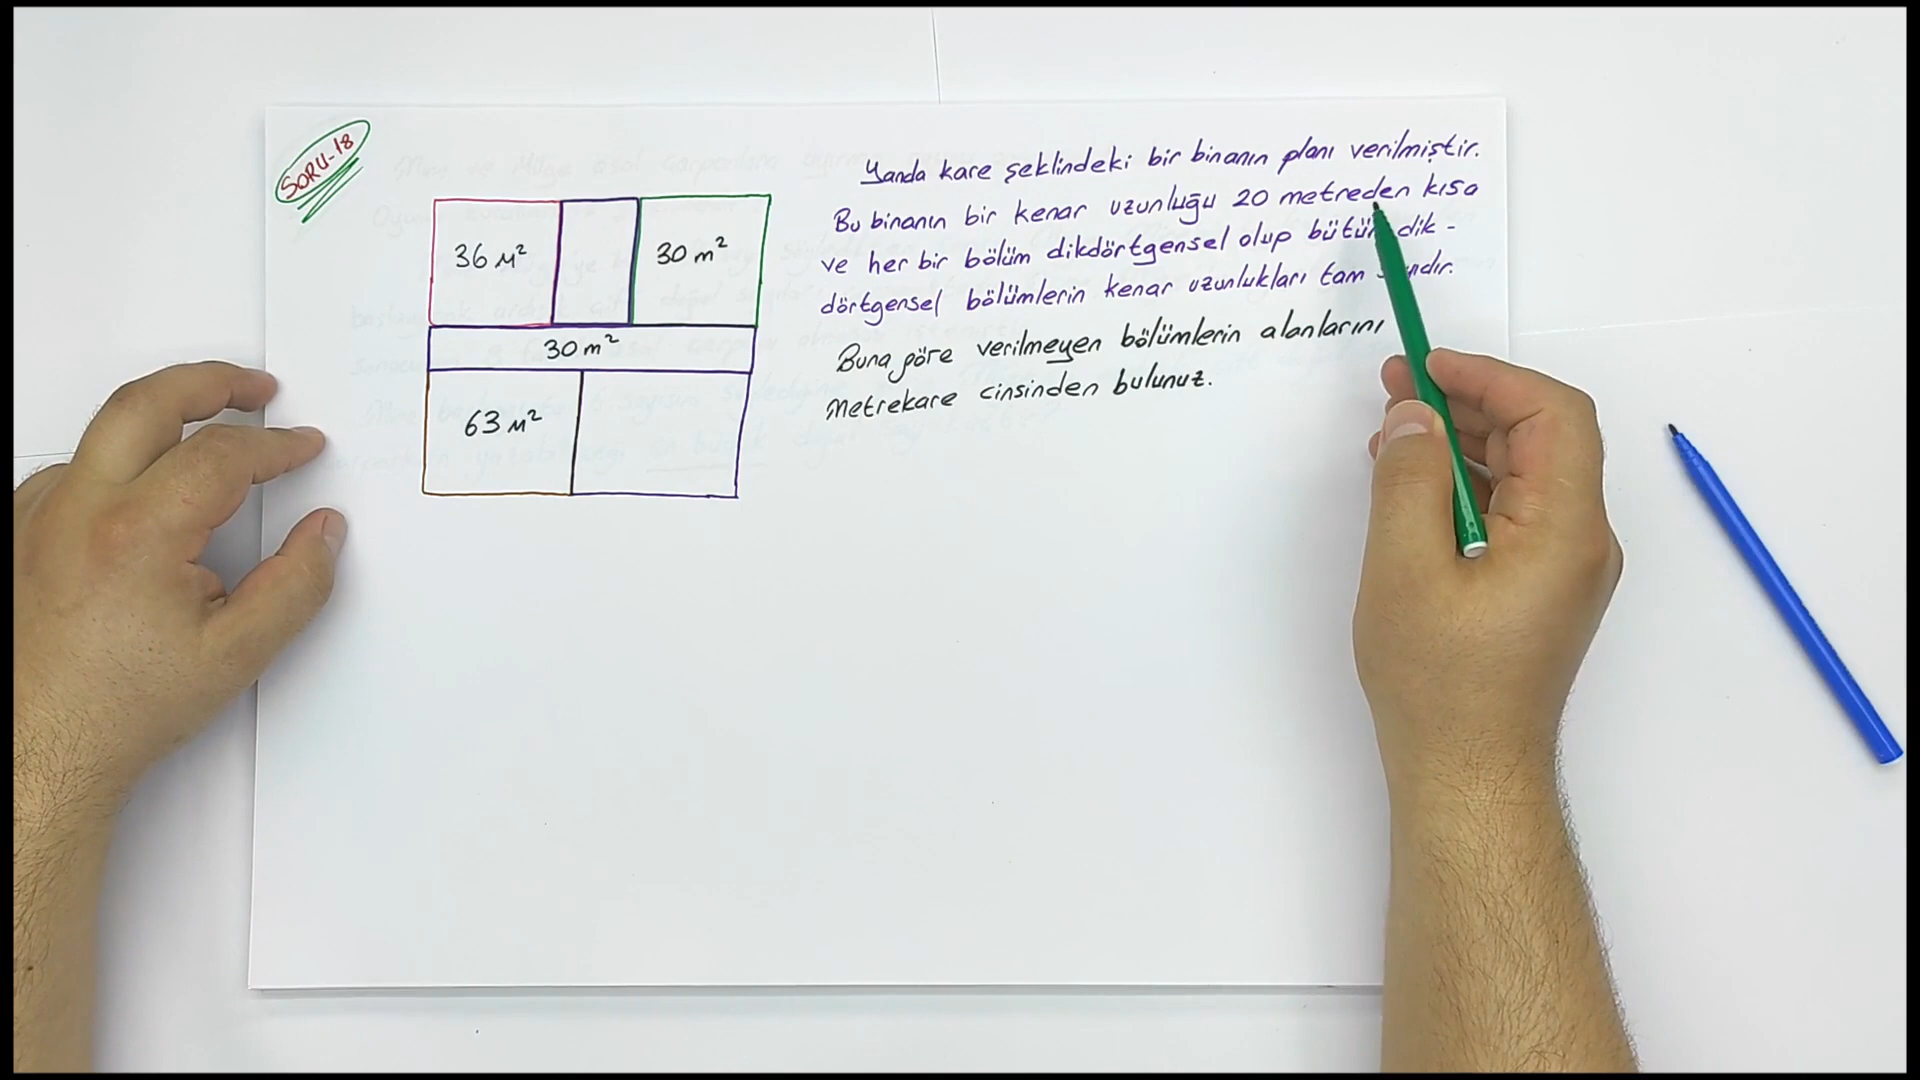 SORU-18
Yanda kare şeklindeki bir binanın planı verilmiştir.
Bu binanın bir kenar uzunluğu 20 metreden kısa
ve her bir bölüm dikdörtgensel olup bütün dik-
dörtgensel bölümlerin kenar uzunlukları tam
Buna göre verilmeyen bölümlerin alanlarını
metrekare cinsinden bulunuz.
36 m²
30 m²
30 m²
63 m²